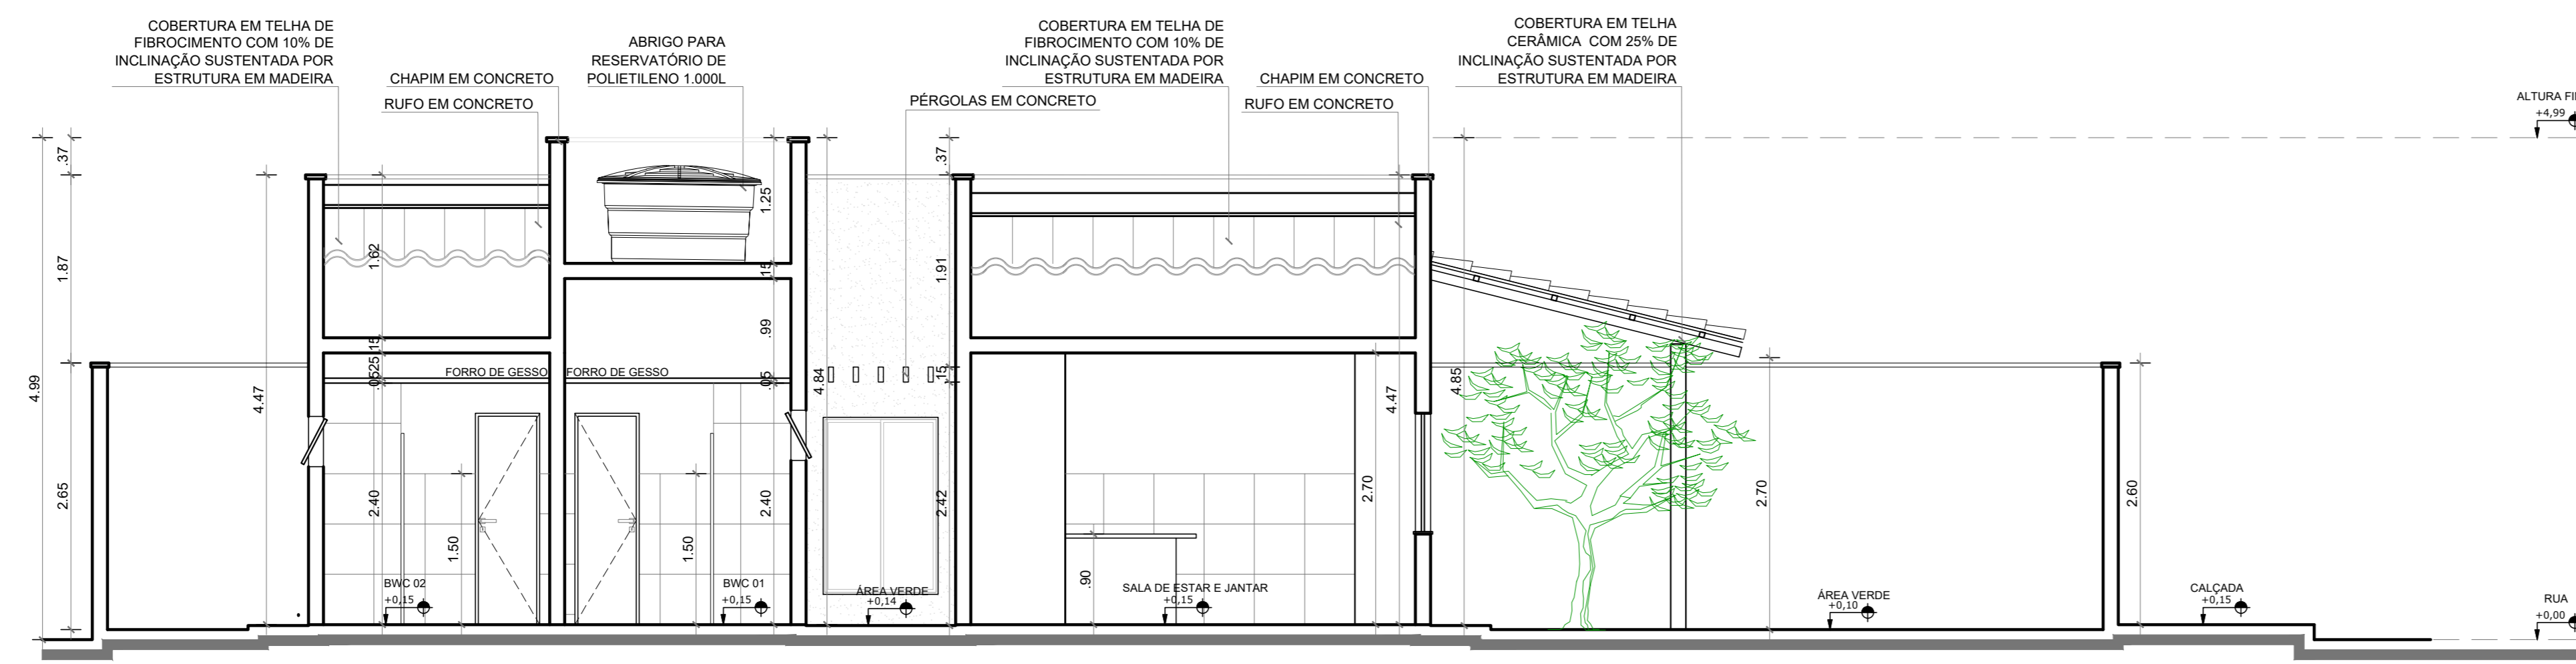 COBERTURA EM TELHA DE
FIBROCIMENTO COM 10% DE
INCLINAÇÃO SUSTENTADA POR
ESTRUTURA EM MADEIRA
CHAPIM EM CONCRETO
RUFO EM CONCRETO
ABRIGO PARA
RESERVATÓRIO DE
POLIETILENO 1.000L
PÉRGOLAS EM CONCRETO
COBERTURA EM TELHA DE
FIBROCIMENTO COM 10% DE
INCLINAÇÃO SUSTENTADA POR
ESTRUTURA EM MADEIRA
CHAPIM EM CONCRETO
RUFO EM CONCRETO
COBERTURA EM TELHA
CERÂMICA COM 25% DE
INCLINAÇÃO SUSTENTADA POR
ESTRUTURA EM MADEIRA
ALTURA FI
+4,99
.37
1.87
2.65
4.99
4.47
1.62
.15
.25
.05
2.40
1.50
FORRO DE GESSO
FORRO DE GESSO
1.50
1.25
.15
.99
.05
2.40
4.84
.37
1.91
.15
2.42
.90
2.70
4.47
4.85
2.70
2.60
BWC 02
+0,15
BWC 01
+0,15
ÁREA VERDE
+0,14
SALA DE ESTAR E JANTAR
+0,15
ÁREA VERDE
+0,10
CALÇADA
+0,15
RUA
+0,00